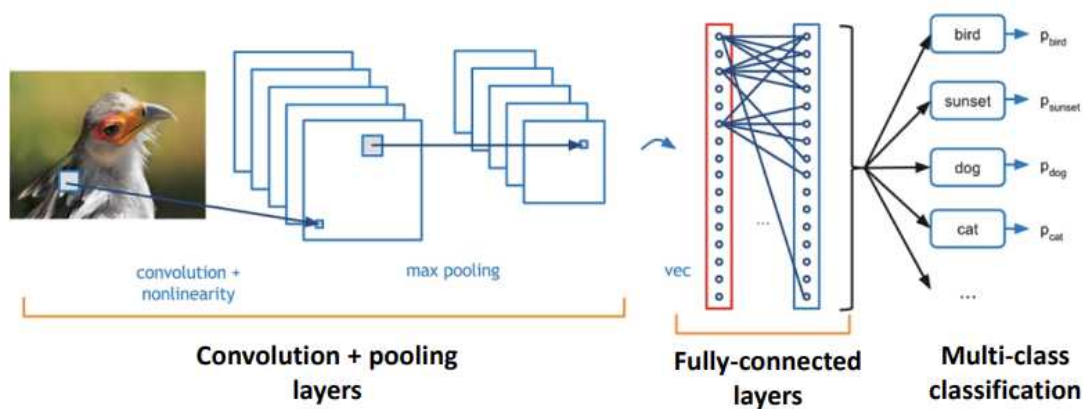 bird
p_bird
sunset
p_sunset
dog
p_dog
cat
p_cat
...
...
convolution +
nonlinearity
max pooling
vec
Convolution + pooling
layers
Fully-connected
layers
Multi-class
classification